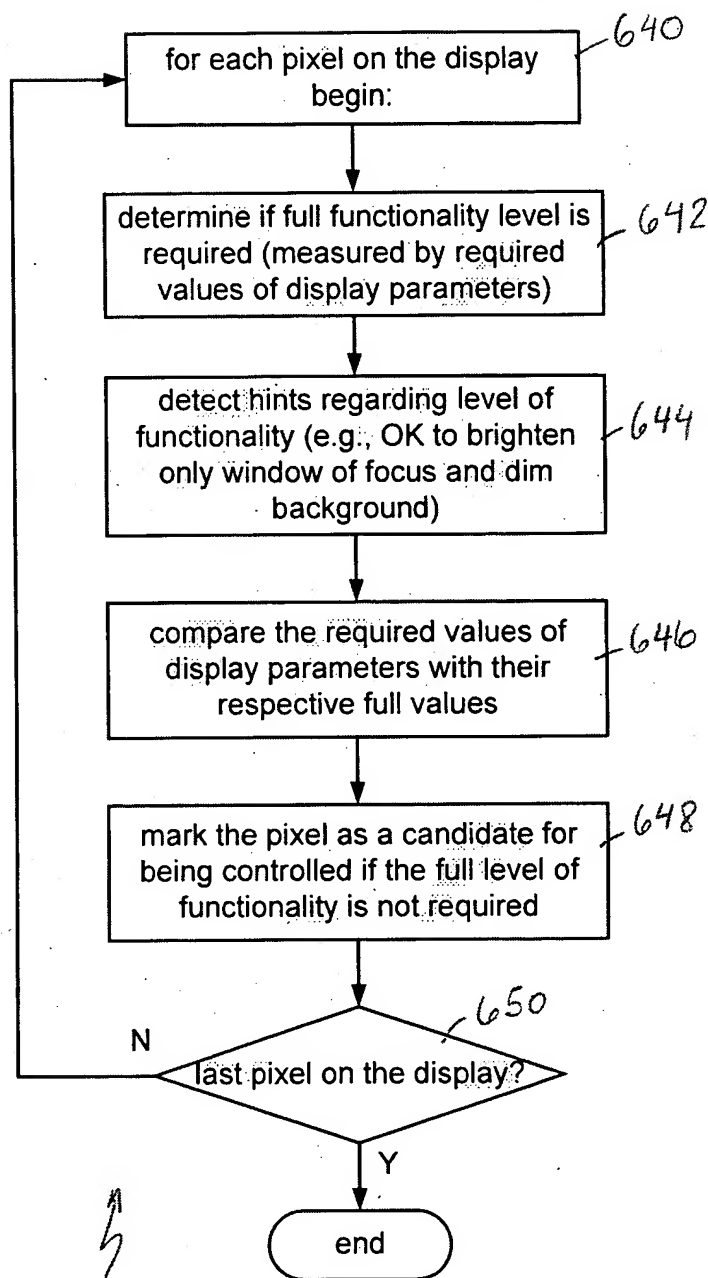 for each pixel on the display
begin:
640
determine if full functionality level is
required (measured by required
values of display parameters)
642
detect hints regarding level of
functionality (e.g., OK to brighten
only window of focus and dim
background)
644
compare the required values of
display parameters with their
respective full values
646
mark the pixel as a candidate for
being controlled if the full level of
functionality is not required
648
650
N
last pixel on the display?
Y
end